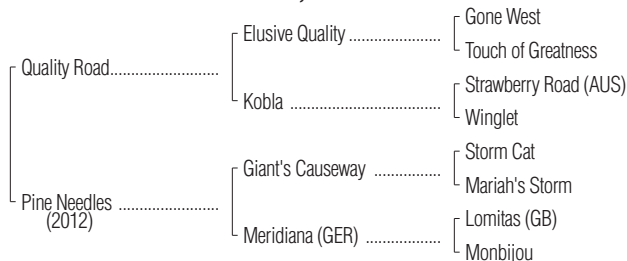 Gone West
Elusive Quality ....................
Touch of Greatness
Quality Road.......................
Strawberry Road (AUS)
Kobla .................................
Winglet
Storm Cat
Giant's Causeway ..............
Mariah's Storm
Pine Needles .....................
(2012)
Lomitas (GB)
Meridiana (GER) ................
Monbijou